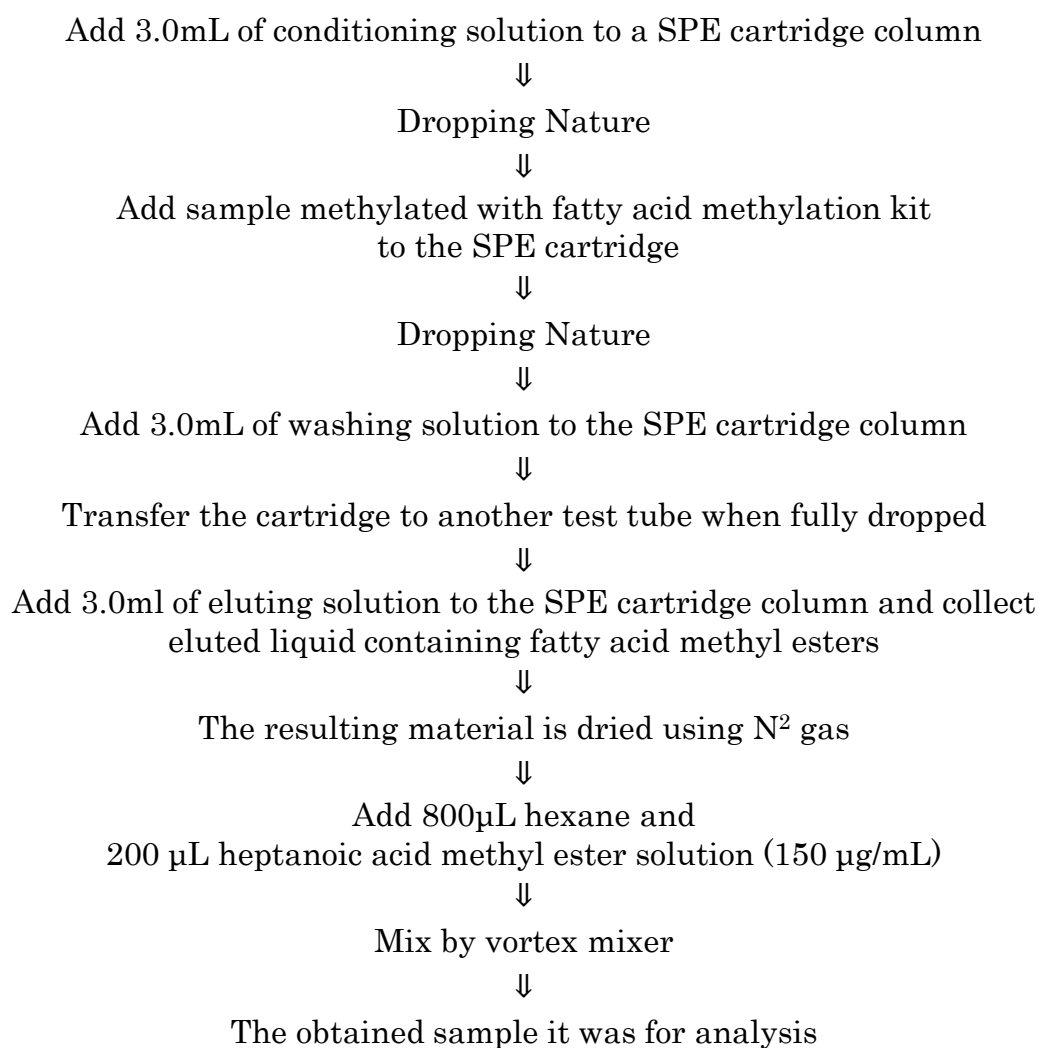 Add 3.0mL of conditioning solution to a SPE cartridge column
⇓
Dropping Nature
⇓
Add sample methylated with fatty acid methylation kit
to the SPE cartridge
⇓
Dropping Nature
⇓
Add 3.0mL of washing solution to the SPE cartridge column
⇓
Transfer the cartridge to another test tube when fully dropped
⇓
Add 3.0ml of eluting solution to the SPE cartridge column and collect
eluted liquid containing fatty acid methyl esters
⇓
The resulting material is dried using N² gas
⇓
Add 800µL hexane and
200 µL heptanoic acid methyl ester solution (150 µg/mL)
⇓
Mix by vortex mixer
⇓
The obtained sample it was for analysis